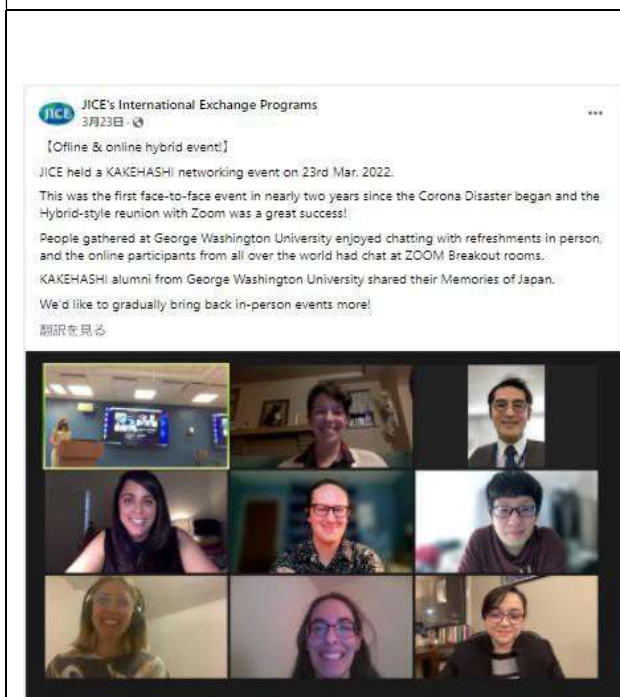 JICE
JICE's International Exchange Programs
3月23日 ·
【Ofline & online hybrid event!】
JICE held a KAKEHASHI networking event on 23rd Mar. 2022.
This was the first face-to-face event in nearly two years since the Corona Disaster began and the
Hybrid-style reunion with Zoom was a great success!
People gathered at George Washington University enjoyed chatting with refreshments in person,
and the online participants from all over the world had chat at ZOOM Breakout rooms.
KAKEHASHI alumni from George Washington University shared their Memories of Japan.
We'd like to gradually bring back in-person events more!
翻訳を見る